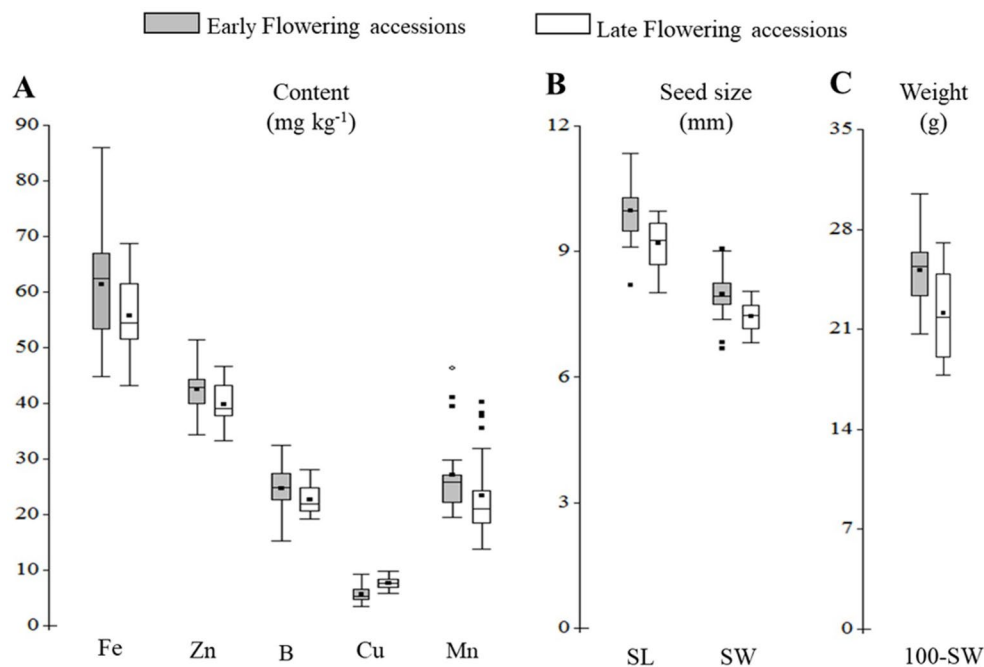 Early Flowering accessions
Late Flowering accessions
A
Content
(mg kg⁻¹)
90
80
70
60
50
40
30
20
10
0
Fe
Zn
B
Cu
Mn
B
Seed size
(mm)
12
9
6
3
0
SL
SW
C
Weight
(g)
35
28
21
14
7
0
100-SW